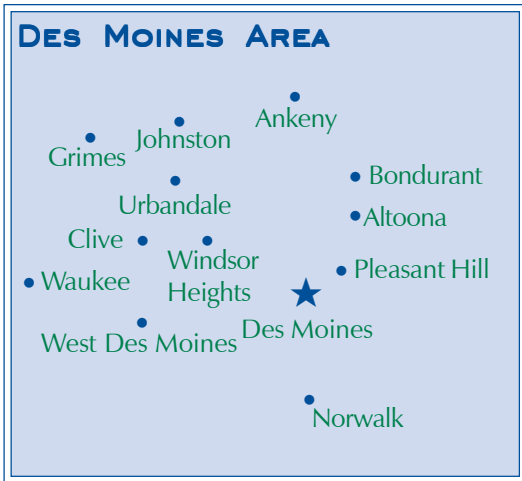 DES MOINES AREA
Ankeny
Johnston
Grimes
Bondurant
Urbandale
Altoona
Clive
Windsor
Heights
Pleasant Hill
Waukee
Des Moines
West Des Moines
Norwalk